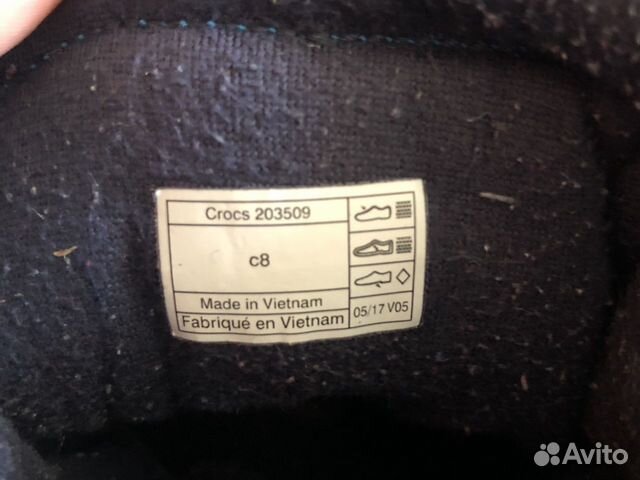 Crocs 203509
c8
Made in Vietnam
Fabriqué en Vietnam
05/17 V05
Avito